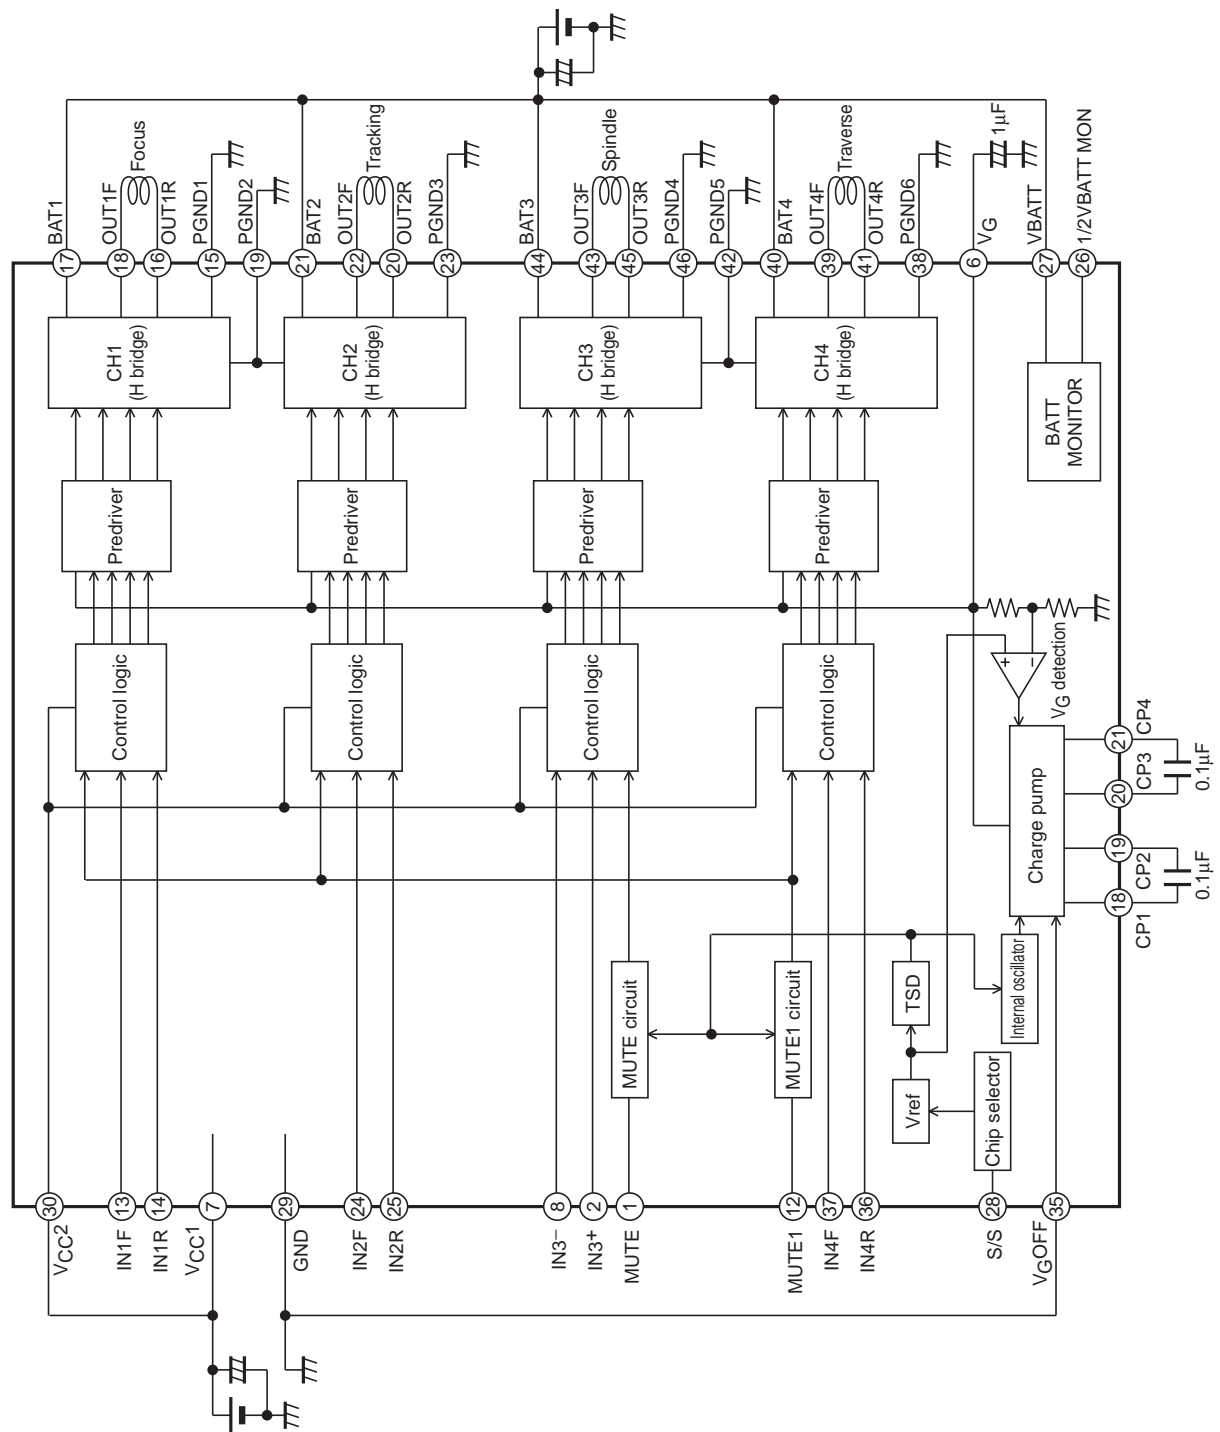 BAT1
OUT1F
Focus
OUT1R
PGND1
PGND2
BAT2
OUT2F
Tracking
OUT2R
PGND3
BAT3
OUT3F
Spindle
OUT3R
PGND4
PGND5
BAT4
OUT4F
Traverse
OUT4R
PGND6
VG
1µF
VBATT
1/2VBATT MON
17
18
16
15
19
21
22
20
23
44
43
45
46
42
40
39
41
38
6
27
26
CH1
(H bridge)
CH2
(H bridge)
CH3
(H bridge)
CH4
(H bridge)
BATT
MONITOR
Predriver
Predriver
Predriver
Predriver
Control logic
Control logic
Control logic
Control logic
+
−
VG detection
Charge pump
21
CP4
20
CP3
0.1µF
19
CP2
18
CP1
0.1µF
MUTE circuit
MUTE1 circuit
TSD
Internal oscillator
Vref
Chip selector
30
13
14
7
29
24
25
8
2
1
12
37
36
28
35
VCC2
IN1F
IN1R
VCC1
GND
IN2F
IN2R
IN3−
IN3+
MUTE
MUTE1
IN4F
IN4R
S/S
VGOFF